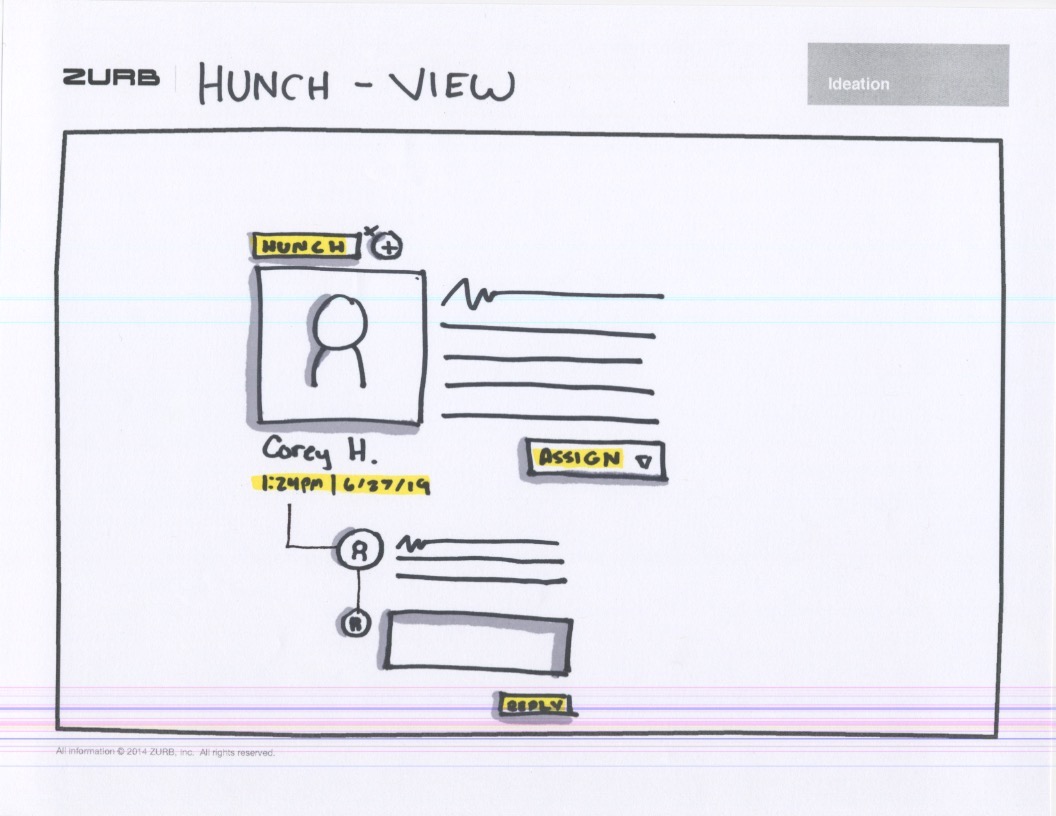 ZURB HUNCH - VIEW
Ideation
HUNCH
Corey H.
1:24pm | 6/27/19
ASSIGN
R
R
REPLY
All information © 2014 ZURB, Inc. All rights reserved.